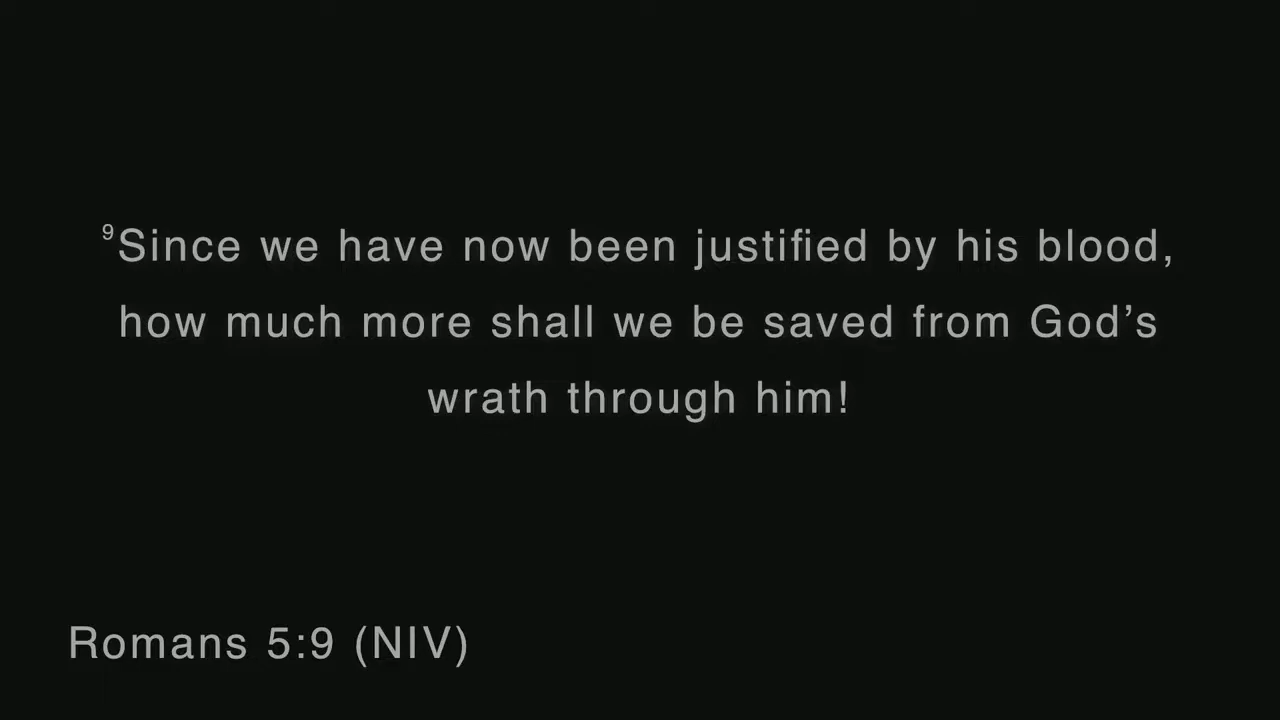 ⁹Since we have now been justified by his blood,
how much more shall we be saved from God’s
wrath through him!
Romans 5:9 (NIV)